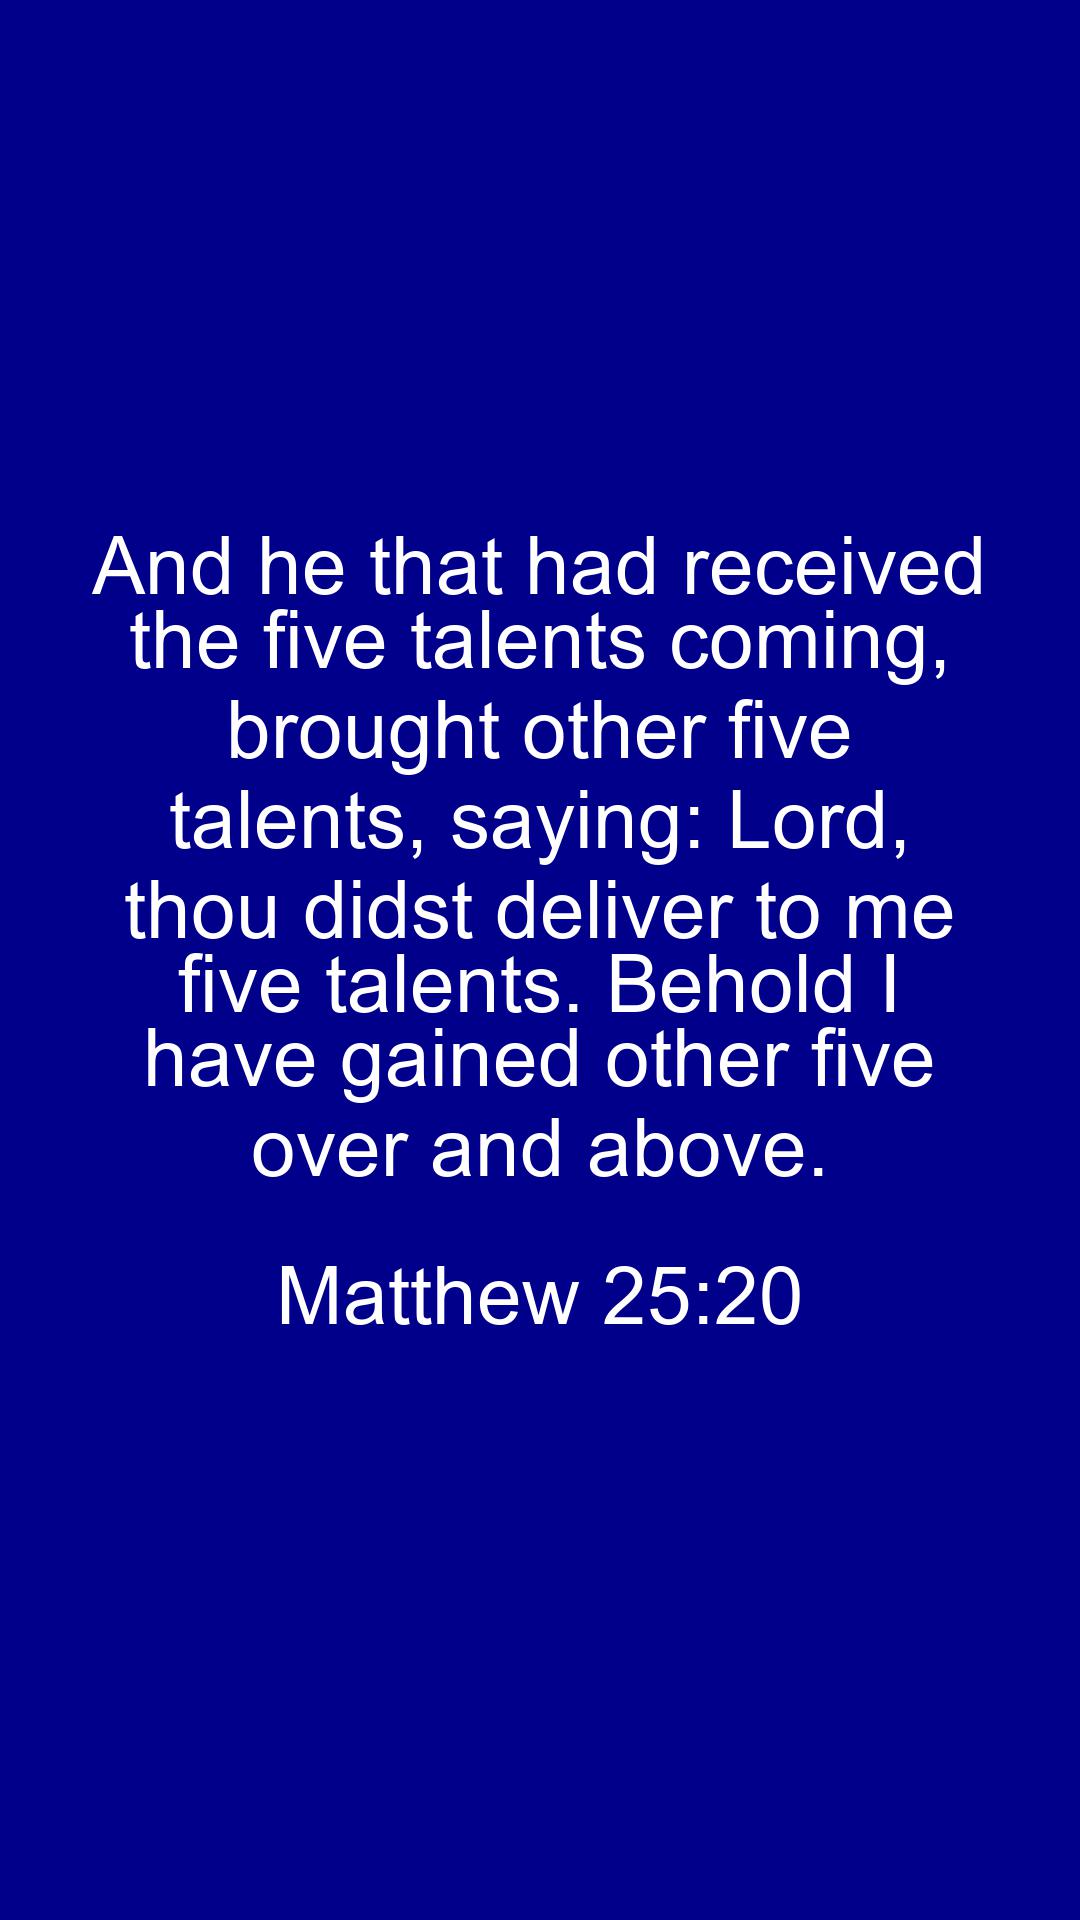 And he that had received
the five talents coming,
brought other five
talents, saying: Lord,
thou didst deliver to me
five talents. Behold I
have gained other five
over and above.
Matthew 25:20